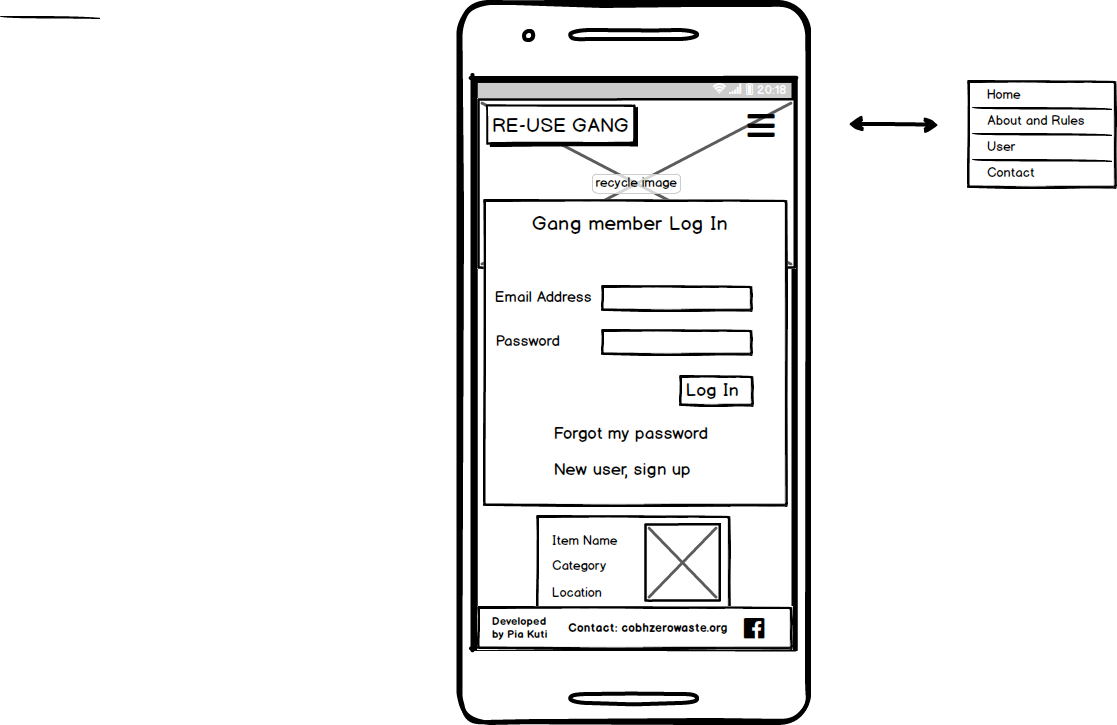 20:18
RE-USE GANG
recycle image
Gang member Log In
Email Address
Password
Log In
Forgot my password
New user, sign up
Item Name
Category
Location
Developed
by Pia Kuti
Contact: cobhzerowaste.org
Home
About and Rules
User
Contact